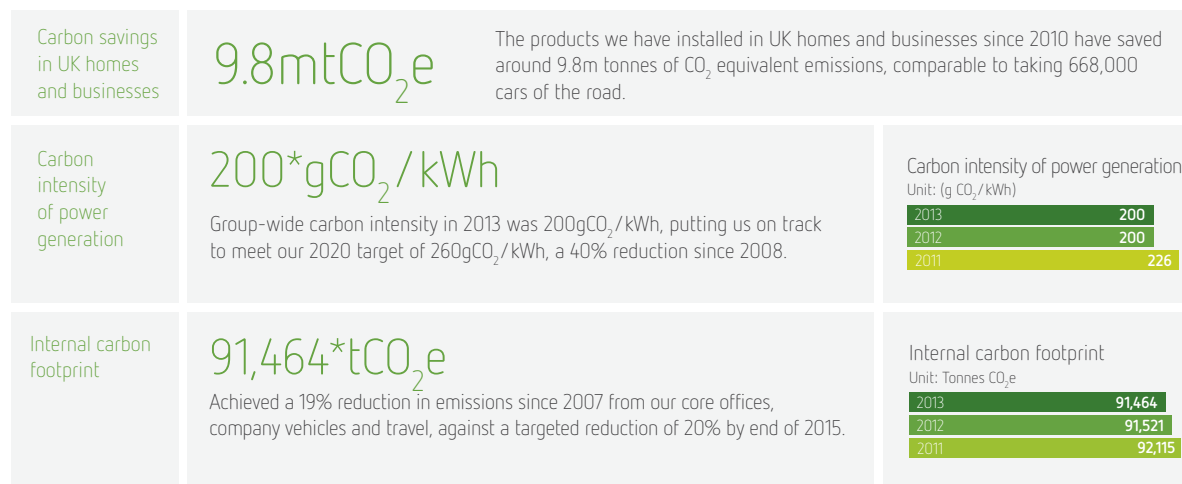 Carbon savings
in UK homes
and businesses
9.8mtCO₂e
The products we have installed in UK homes and businesses since 2010 have saved
around 9.8m tonnes of CO₂ equivalent emissions, comparable to taking 668,000
cars of the road.
Carbon
intensity
of power
generation
200*gCO₂/kWh
Group-wide carbon intensity in 2013 was 200gCO₂/kWh, putting us on track
to meet our 2020 target of 260gCO₂/kWh, a 40% reduction since 2008.
Carbon intensity of power generation
Unit: (g CO₂/kWh)
2013 200
2012 200
2011 226
Internal carbon
footprint
91,464*tCO₂e
Achieved a 19% reduction in emissions since 2007 from our core offices,
company vehicles and travel, against a targeted reduction of 20% by end of 2015.
Internal carbon footprint
Unit: Tonnes CO₂e
2013 91,464
2012 91,521
2011 92,115